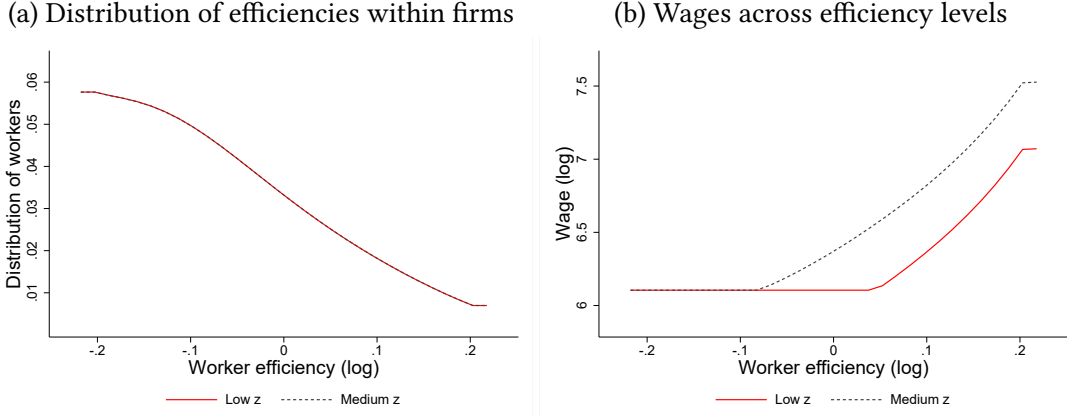 (a) Distribution of efficiencies within firms
Distribution of workers
.06
.05
.04
.03
.02
.01
-.2 -.1 0 .1 .2
Worker efficiency (log)
Low z Medium z
(b) Wages across efficiency levels
Wage (log)
7.5
7
6.5
6
-.2 -.1 0 .1 .2
Worker efficiency (log)
Low z Medium z